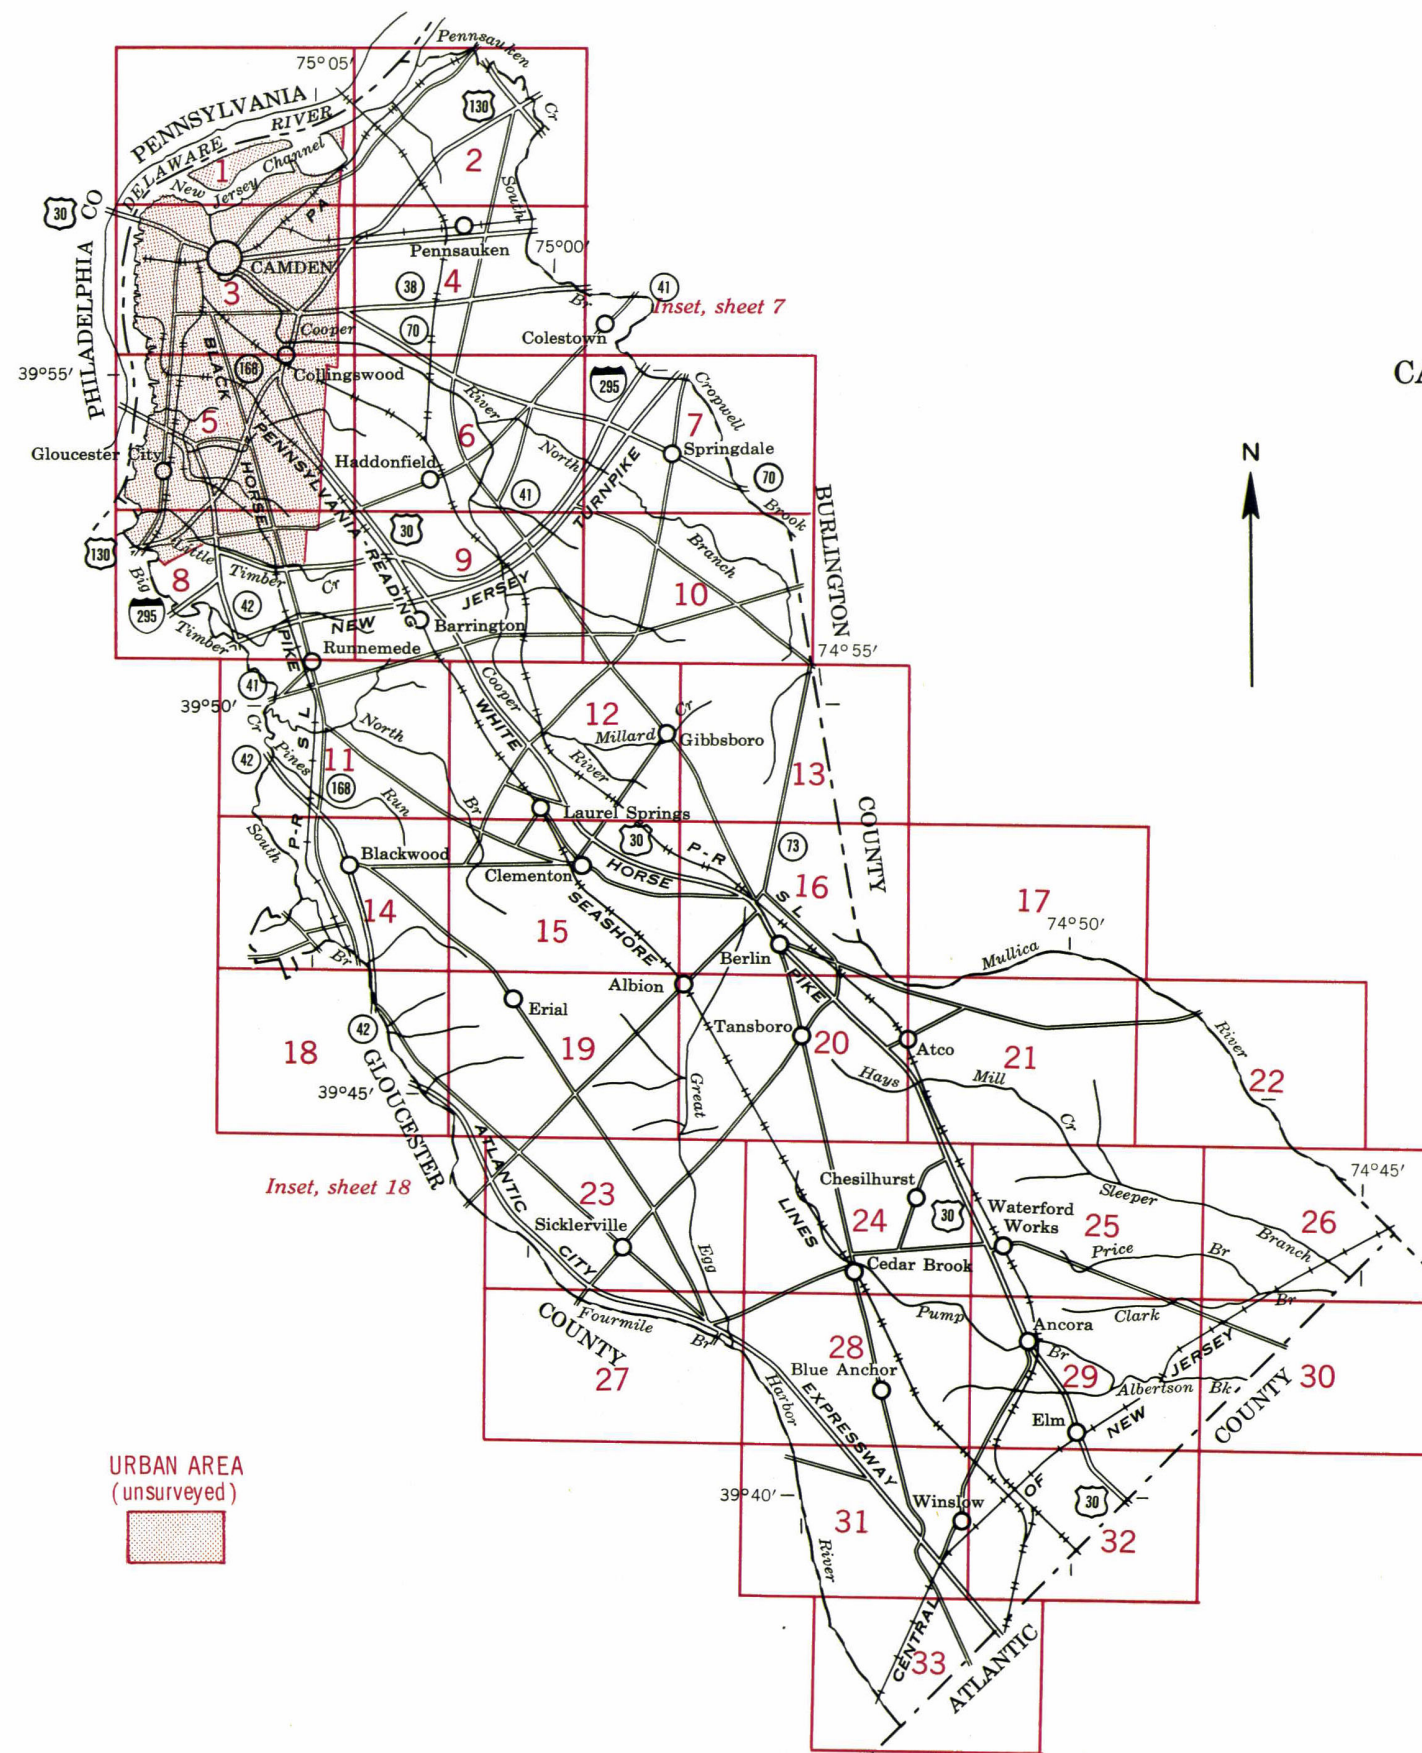 Pennsauken
Cr
75°05′
PENNSYLVANIA
DELAWARE
RIVER
130
1
New
Jersey
Channel
2
South
30
PHILADELPHIA
CO
PA
Pennsauken
75°00′
CAMDEN
4
38
Br
41
Inset, sheet 7
3
70
Cooper
Colestown
39°55′
BLACK
168
Collingswood
295
Cropwell
5
River
6
7
Gloucester City
PENNSYLVANIA-READING
Haddonfield
North
Springdale
HORSE
TURNPIKE
41
70
Brook
BURLINGTON
130
Little
30
Branch
Big
8
Timber
Cr
9
10
295
42
NEW
JERSEY
Timber
PIKE
Barrington
Runnemede
74°55′
41
39°50′
Cr
S L
North
Cooper
WHITE
12
Cr
Millard
Gibbsboro
42
Pines
11
River
13
168
Run
Br
COUNTY
P-R
Laurel Springs
South
30
P-R
73
Blackwood
Clementon
HORSE
S L
16
14
SEASHORE
17
15
74°50′
Br
Berlin
Mullica
Albion
PIKE
Erial
Tansboro
42
18
19
20
Atco
21
River
GLOUCESTER
39°45′
Great
Hays
Mill
22
Cr
ATLANTIC
74°45′
Inset, sheet 18
Chesilhurst
Sleeper
23
LINES
24
30
Waterford
Works
25
26
Sicklerville
Egg
Price
Br
Branch
CITY
Cedar Brook
COUNTY
Fourmile
Br
Pump
Clark
Br
Ancora
28
Br
JERSEY
27
Blue Anchor
29
30
Harbor
Albertson
Bk
EXPRESSWAY
Elm
NEW
COUNTY
URBAN AREA
(unsurveyed)
39°40′
OF
30
Winslow
31
32
River
CENTRAL
33
ATLANTIC
CA
N